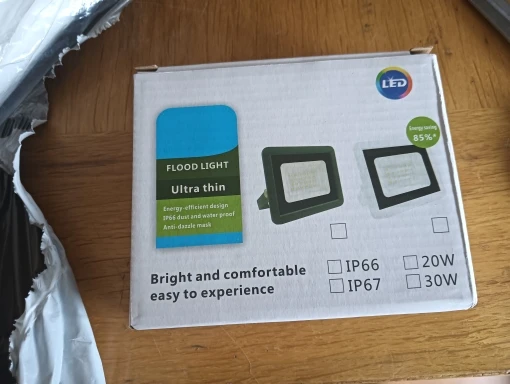 LED
Energy saving
85%*
FLOOD LIGHT
Ultra thin
Energy-efficient design
IP66 dust and water proof
Anti-dazzle mask
Bright and comfortable
easy to experience
IP66 20W
IP67 30W